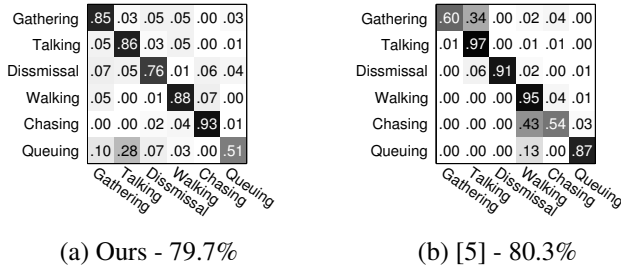 Gathering .85 .03 .05 .05 .00 .03
Talking .05 .86 .03 .05 .00 .01
Dissmissal .07 .05 .76 .01 .06 .04
Walking .05 .00 .01 .88 .07 .00
Chasing .00 .00 .02 .04 .93 .01
Queuing .10 .28 .07 .03 .00 .51
Gathering Talking Dissmissal Walking Chasing Queuing
(a) Ours - 79.7%
Gathering .60 .34 .00 .02 .04 .00
Talking .01 .97 .00 .01 .01 .00
Dissmissal .00 .06 .91 .02 .00 .01
Walking .00 .00 .00 .95 .04 .01
Chasing .00 .00 .00 .43 .54 .03
Queuing .00 .00 .00 .13 .00 .87
Gathering Talking Dissmissal Walking Chasing Queuing
(b) [5] - 80.3%